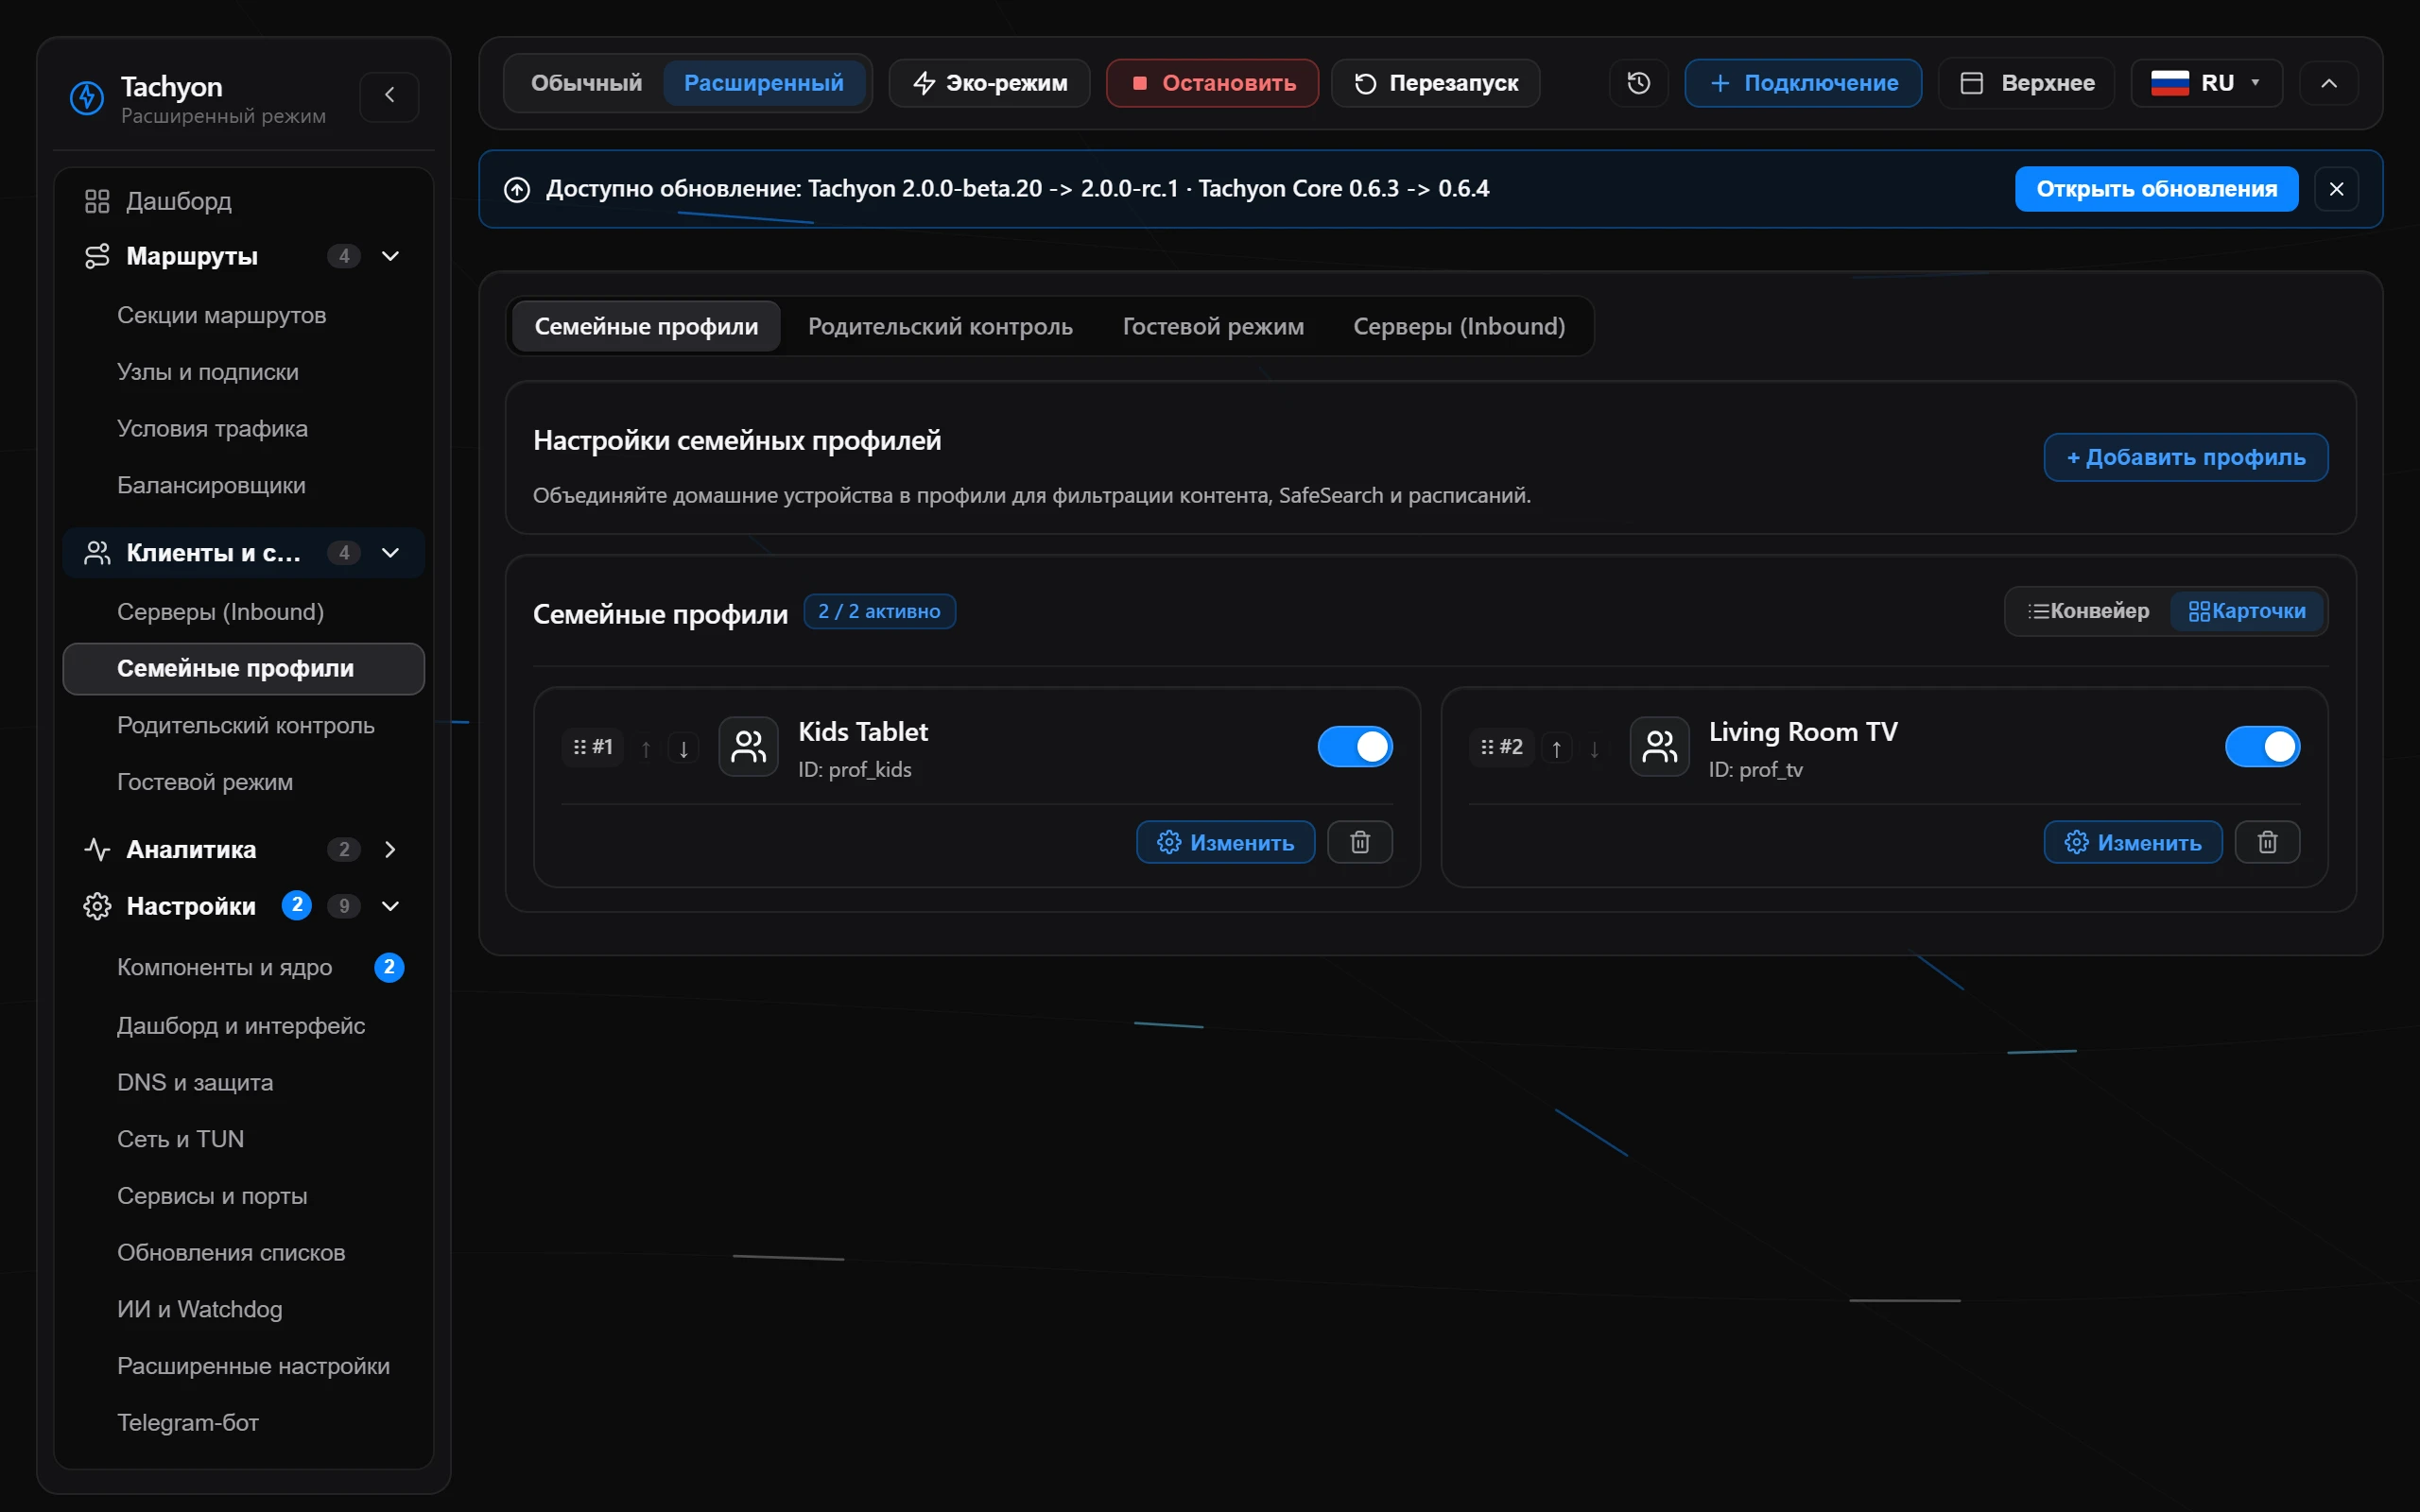 Tachyon
Расширенный режим
Дашборд
Маршруты 4
Секции маршрутов
Узлы и подписки
Условия трафика
Балансировщики
Клиенты и с... 4
Серверы (Inbound)
Семейные профили
Родительский контроль
Гостевой режим
Аналитика 2
Настройки 2 9
Компоненты и ядро 2
Дашборд и интерфейс
DNS и защита
Сеть и TUN
Сервисы и порты
Обновления списков
ИИ и Watchdog
Расширенные настройки
Telegram-бот
Обычный Расширенный Эко-режим Остановить Перезапуск + Подключение Верхнее RU
Доступно обновление: Tachyon 2.0.0-beta.20 -> 2.0.0-rc.1 · Tachyon Core 0.6.3 -> 0.6.4 Открыть обновления
Семейные профили Родительский контроль Гостевой режим Серверы (Inbound)
Настройки семейных профилей
+ Добавить профиль
Объединяйте домашние устройства в профили для фильтрации контента, SafeSearch и расписаний.
Семейные профили 2 / 2 активно Конвейер Карточки
#1 ↑ ↓ Kids Tablet
ID: prof_kids
Изменить
#2 ↑ ↓ Living Room TV
ID: prof_tv
Изменить